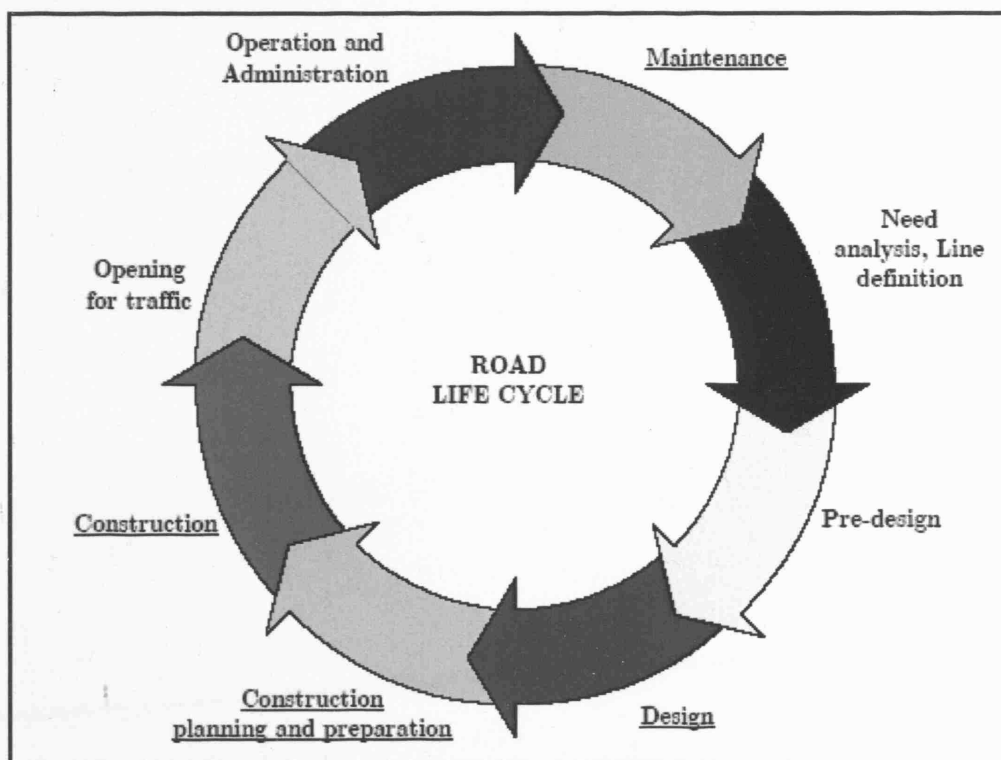 Operation and
Administration
Maintenance
Need
analysis, Line
definition
Opening
for traffic
ROAD
LIFE CYCLE
Construction
Pre-design
Construction
planning and preparation
Design